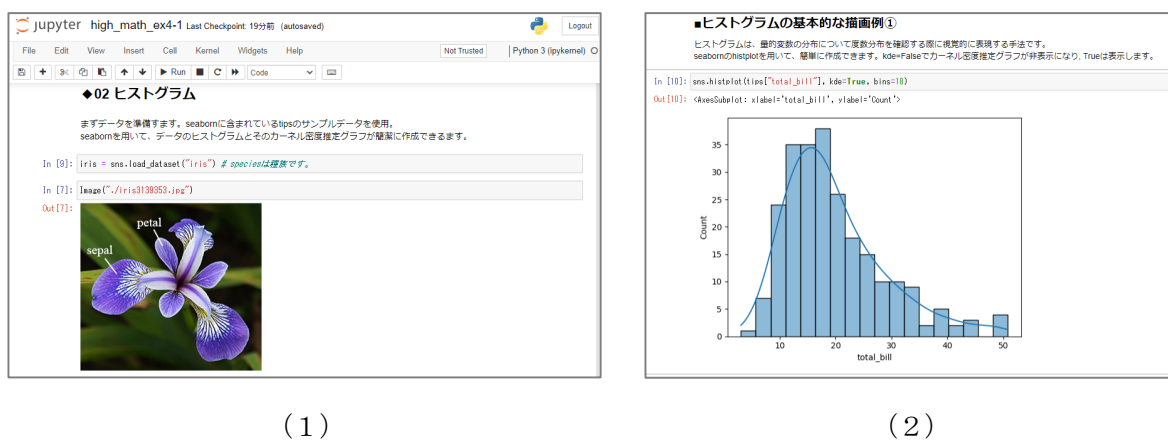 jupyter high_math_ex4-1 Last Checkpoint: 19分前 (autosaved)
Logout
File Edit View Insert Cell Kernel Widgets Help
Not Trusted
Python 3 (ipykernel)
Run
Code
◆02 ヒストグラム
まずデータを準備すます。seabornに含まれているtipsのサンプルデータを使用。
seabornを用いて、データのヒストグラムとそのカーネル密度推定グラフが簡潔に作成できるます。
In [9]: iris = sns.load_dataset("iris") # speciesは種族です。
In [7]: Image("./iris3139353.jpg")
Out[7]:
petal
sepal
(1)
■ヒストグラムの基本的な描画例①
ヒストグラムは、量的変数の分布について度数分布を確認する際に視覚的に表現する手法です。
seabornのhistplotを用いて、簡単に作成できます。kde=Falseでカーネル密度推定グラフが非表示になり, Trueは表示します。
In [10]: sns.histplot(tips["total_bill"], kde=True, bins=18)
Out[10]: <AxesSubplot: xlabel='total_bill', ylabel='Count'>
35
30
25
20
15
10
5
0
Count
10 20 30 40 50
total_bill
(2)